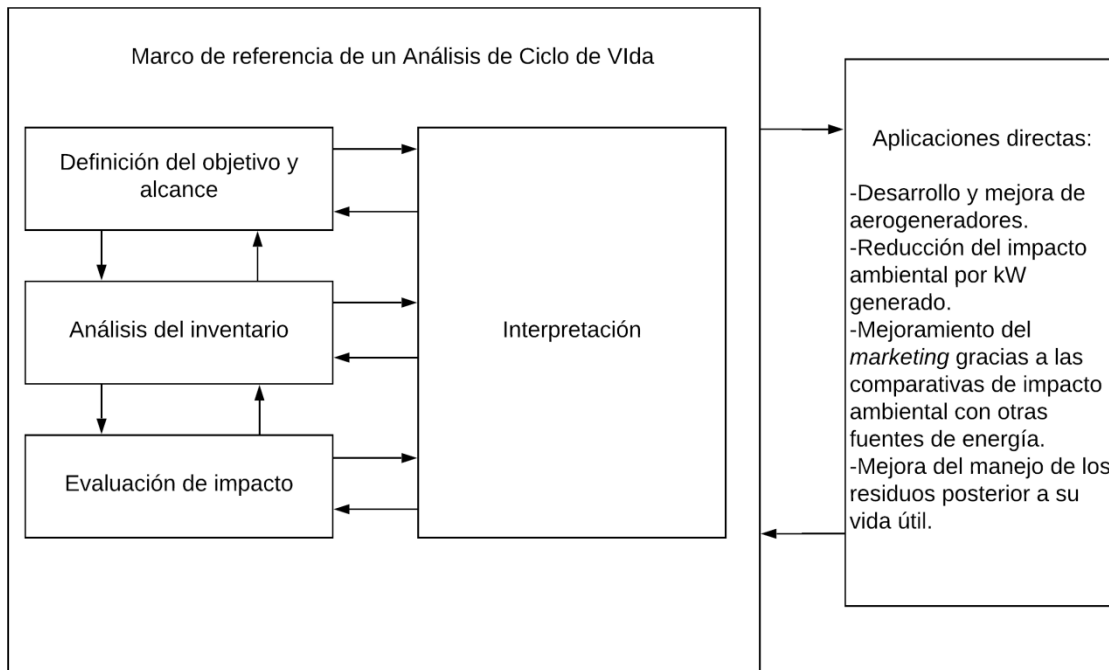 Marco de referencia de un Análisis de Ciclo de VIda
Definición del objetivo y
alcance
Análisis del inventario
Evaluación de impacto
Interpretación
Aplicaciones directas:
-Desarrollo y mejora de
aerogeneradores.
-Reducción del impacto
ambiental por kW
generado.
-Mejoramiento del
marketing gracias a las
comparativas de impacto
ambiental con otras
fuentes de energía.
-Mejora del manejo de los
residuos posterior a su
vida útil.